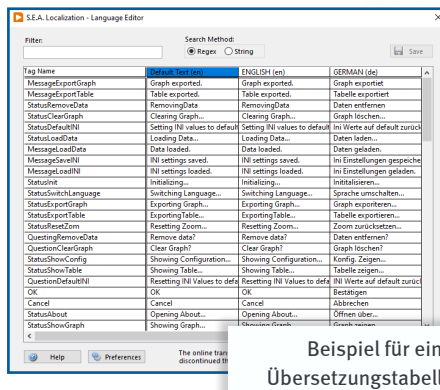 S.E.A. Localization - Language Editor
Filter: Search Method:
Regex String Save
Tag Name Default Text (en) ENGLISH (en) GERMAN (de)
MessageExportGraph Graph exported. Graph exported. Graph exportiet
MessageExportTable Table exported. Table exported. Tabelle exportiert
StatusRemoveData RemovingData RemovingData Daten entfernen
StatusClearGraph Clearing Graph... Clearing Graph... Graph löschen...
StatusDefaultINI Setting INI values to default Setting INI values to default Ini Werte auf default zurück
StatusLoadData Loading Data... Loading Data... Daten laden...
MessageLoadData Data loaded. Data loaded. Daten geladen.
MessageSaveINI INI settings saved. INI settings saved. Ini Einstellungen gespeiche
MessageLoadINI INI settings loaded. INI settings loaded. Ini Einstellungen geladen.
StatusInit Initializing... Initializing... Inititalisieren...
StatusSwitchLanguage Switching Language... Switching Language... Sprache umschalten...
StatusExportGraph Exporting Graph... Exporting Graph... Graph exporiteren...
StatusExportTable ExportingTable... ExportingTable... Tabelle exportieren...
StatusResetZom Resetting Zoom... Resetting Zoom... Zoom zurücksetzen...
QuestingRemoveData Remove data? Remove data? Daten entfernen?
QuestionClearGraph Clear Graph? Clear Graph? Graph löschen?
StatusShowConfig Showing Configuration... Showing Configuration... Konfig. Zeigen...
StatusShowTable Showing Table... Showing Table... Tabelle zeigen...
QuestionDefaultINI Resetting INI Values to defa Resetting INI Values to defa INI Werte auf default zurücl
OK OK OK Bestätigen
Cancel Cancel Cancel Abbrechen
StatusAbout Opening About... Opening About... Öffnen über...
StatusShowGraph Showing Graph... Showing Graph Graph zeigen
Help Preferences The online tran
discontinued th
Beispiel für ein
Übersetzungstabell